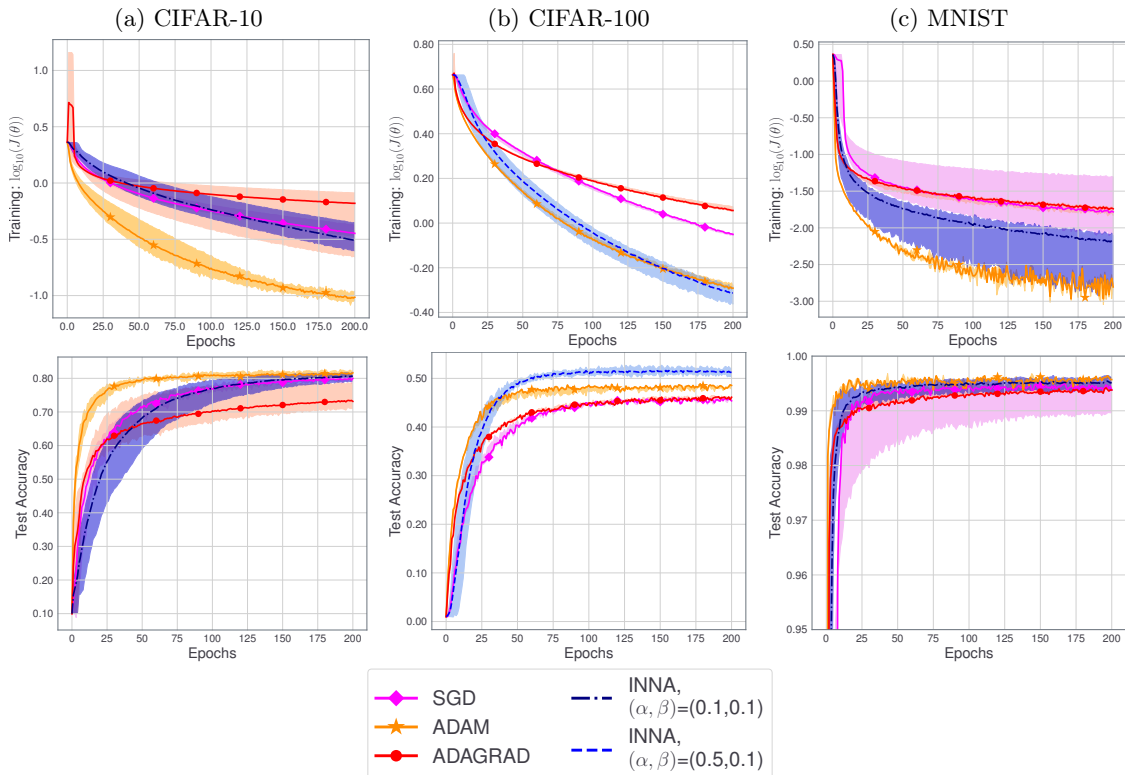 (a) CIFAR-10
(b) CIFAR-100
(c) MNIST
Training: log₁₀(J(θ))
1.0
0.5
0.0
-0.5
-1.0
0.0 25.0 50.0 75.0 100.0 125.0 150.0 175.0 200.0
Epochs
Training: log₁₀(J(θ))
0.80
0.60
0.40
0.20
0.00
-0.20
-0.40
0 25 50 75 100 125 150 175 200
Epochs
Training: log₁₀(J(θ))
0.50
0.00
-0.50
-1.00
-1.50
-2.00
-2.50
-3.00
0 25 50 75 100 125 150 175 200
Epochs
Test Accuracy
0.80
0.70
0.60
0.50
0.40
0.30
0.20
0.10
0 25 50 75 100 125 150 175 200
Epochs
Test Accuracy
0.50
0.40
0.30
0.20
0.10
0.00
0 25 50 75 100 125 150 175 200
Epochs
Test Accuracy
1.00
0.99
0.98
0.97
0.96
0.95
0 25 50 75 100 125 150 175 200
Epochs
SGD
ADAM
ADAGRAD
INNA,
(α, β)=(0.1,0.1)
INNA,
(α, β)=(0.5,0.1)